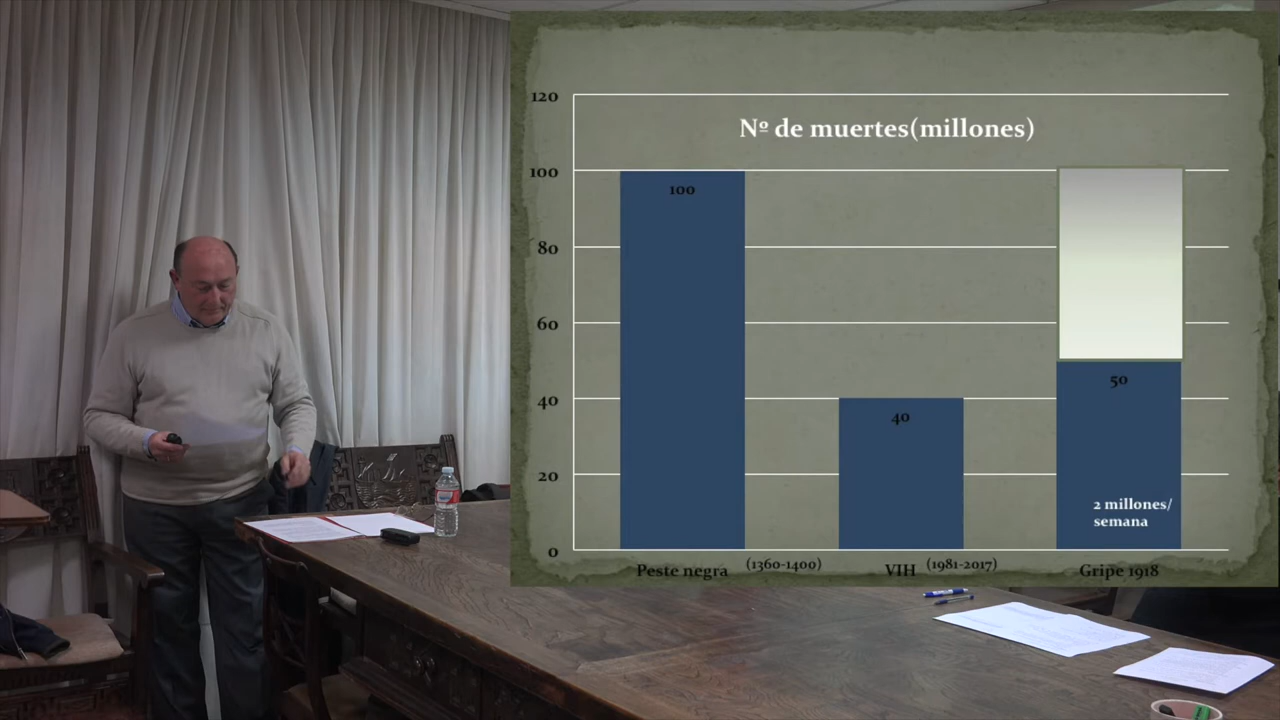 Nº de muertes(millones)
120
100
80
60
40
20
0
100
40
50
2 millones/
semana
Peste negra (1360-1400)
VIH (1981-2017)
Gripe 1918